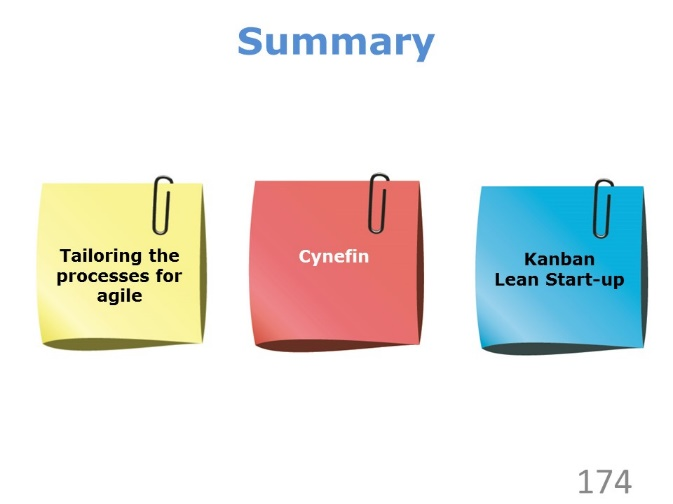 Summary
Tailoring the
processes for
agile
Cynefin
Kanban
Lean Start-up
174